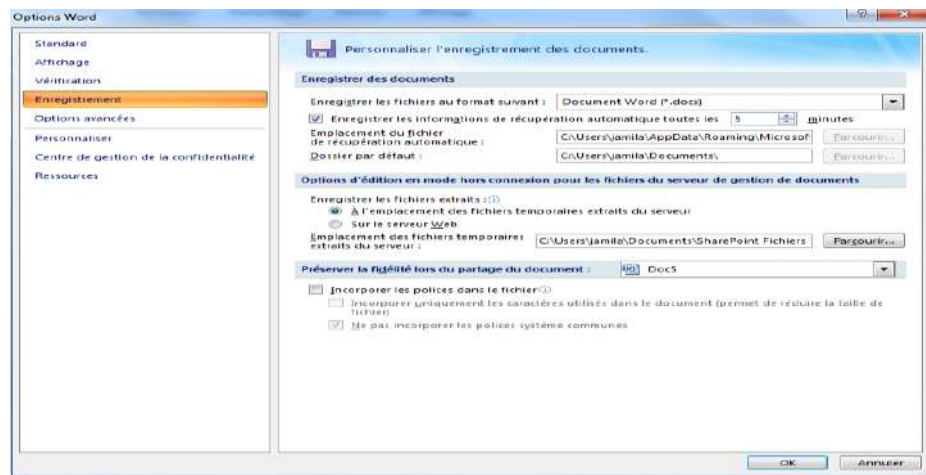 Options Word
Standard
Affichage
Vérification
Enregistrement
Options avancées
Personnaliser
Centre de gestion de la confidentialité
Ressources
Personnaliser l'enregistrement des documents.
Enregistrer des documents
Enregistrer les fichiers au format suivant : Document Word (*.docx)
Enregistrer les informations de récupération automatique toutes les 5 minutes
Emplacement du fichier
de récupération automatique : C:\Users\jamila\AppData\Roaming\Microsof Parcourir...
Dossier par défaut : C:\Users\jamila\Documents\ Parcourir...
Options d'édition en mode hors connexion pour les fichiers du serveur de gestion de documents
Enregistrer les fichiers extraits :
À l'emplacement des fichiers temporaires extraits du serveur
Sur le serveur Web
Emplacement des fichiers temporaires
extraits du serveur : C:\Users\jamila\Documents\SharePoint Fichiers Parcourir...
Préserver la fidélité lors du partage du document : Doc5
Incorporer les polices dans le fichier
Incorporer uniquement les caractères utilisés dans le document (permet de réduire la taille de
fichier)
Ne pas incorporer les polices système communes
OK Annuler